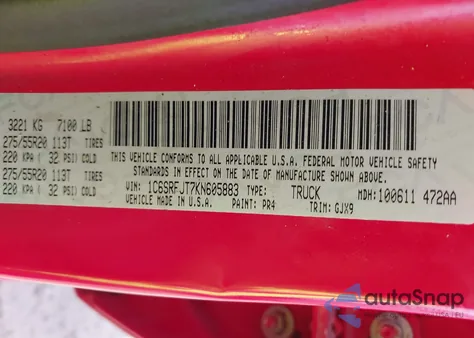 3221 KG 7100 LB
275/55R20 113T TIRES
220 KPA ( 32 PSI) COLD
275/55R20 113T TIRES
220 KPA ( 32 PSI) COLD
THIS VEHICLE CONFORMS TO ALL APPLICABLE U.S.A. FEDERAL MOTOR VEHICLE SAFETY
STANDARDS IN EFFECT ON THE DATE OF MANUFACTURE SHOWN ABOVE.
VIN: 1C6SRFJT7KN605883 TYPE: TRUCK MDH: 100611 472AA
VEHICLE MADE IN U.S.A. PAINT: PR4 TRIM: GJX9
autoSnap